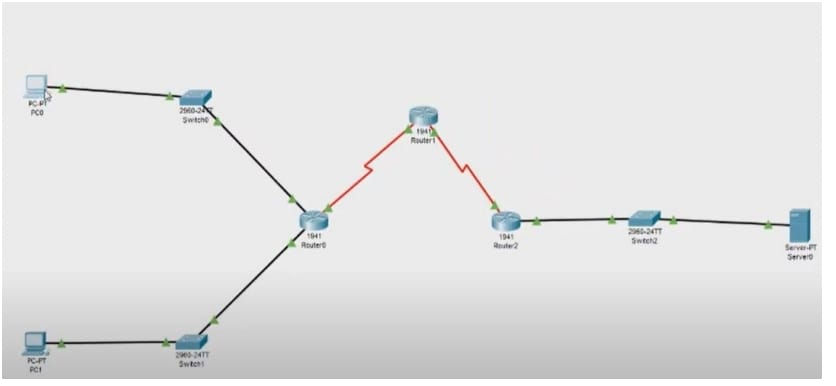 PC-PT
PC0
2960-24TT
Switch0
1941
Router1
1941
Router0
1941
Router2
2960-24TT
Switch2
Server-PT
Server0
PC-PT
PC1
2960-24TT
Switch1